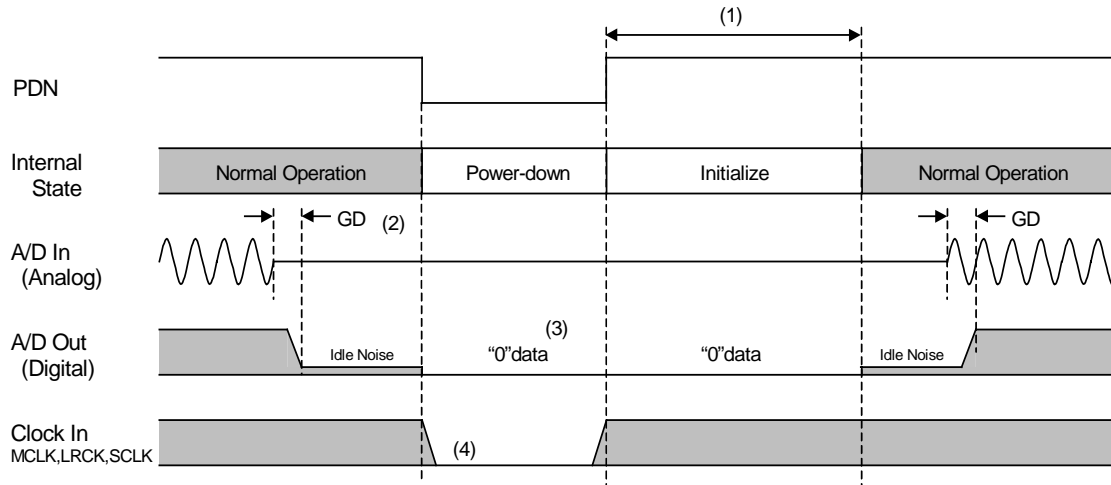 (1)
PDN
Internal
State
Normal Operation
Power-down
Initialize
Normal Operation
GD
(2)
GD
A/D In
(Analog)
A/D Out
(Digital)
Idle Noise
(3)
“0”data
“0”data
Idle Noise
Clock In
MCLK,LRCK,SCLK
(4)